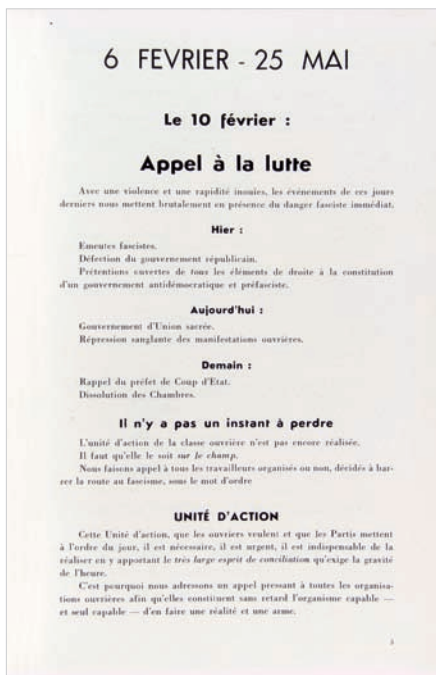 6 FEVRIER - 25 MAI
Le 10 février :
Appel à la lutte
Avec une violence et une rapidité inouies, les événements de ces jours
derniers nous mettent brutalement en présence du danger fasciste immédiat.
Hier :
Emeutes fascistes.
Défection du gouvernement républicain.
Prétentions ouvertes de tous les éléments de droite à la constitution
d'un gouvernement antidémocratique et préfasciste.
Aujourd'hui :
Gouvernement d'Union sacrée.
Répression sanglante des manifestations ouvrières.
Demain :
Rappel du préfet de Coup d'Etat.
Dissolution des Chambres.
Il n'y a pas un instant à perdre
L'unité d'action de la classe ouvrière n'est pas encore réalisée.
Il faut qu'elle le soit sur le champ.
Nous faisons appel à tous les travailleurs organisés ou non, décidés à bar-
rer la route au fascisme, sous le mot d'ordre
UNITÉ D'ACTION
Cette Unité d'action, que les ouvriers veulent et que les Partis mettent
à l'ordre du jour, il est nécessaire, il est urgent, il est indispensable de la
réaliser en y apportant le très large esprit de conciliation qu'exige la gravité
de l'heure.
C'est pourquoi nous adressons un appel pressant à toutes les organisa-
tions ouvrières afin qu'elles constituent sans retard l'organisme capable —
et seul capable — d'en faire une réalité et une arme.